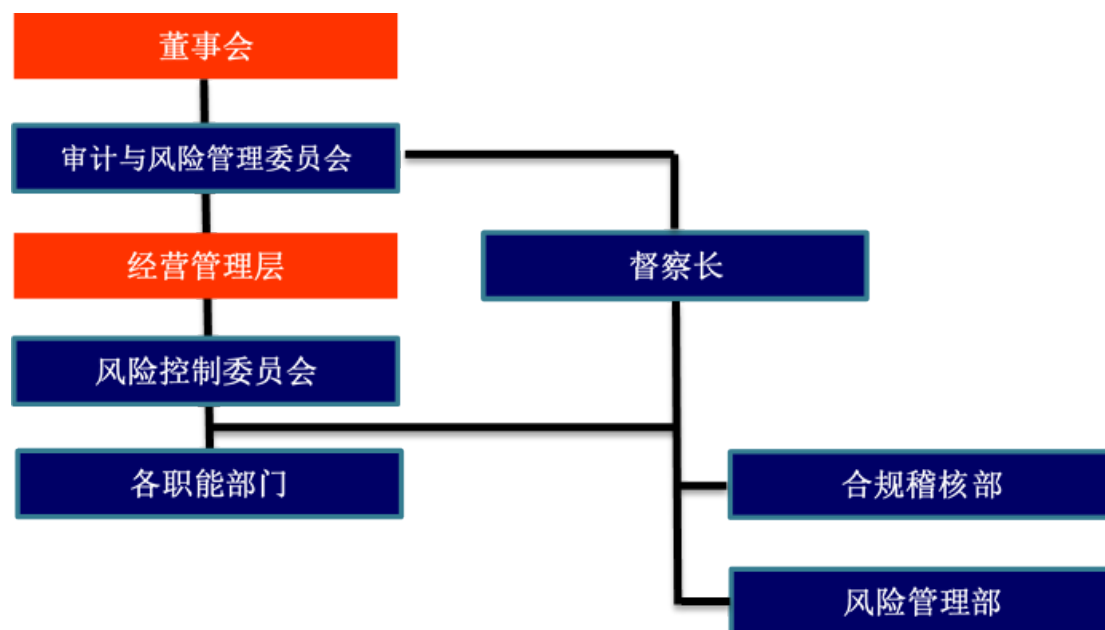 董事会
审计与风险管理委员会
经营管理层
督察长
风险控制委员会
各职能部门
合规稽核部
风险管理部